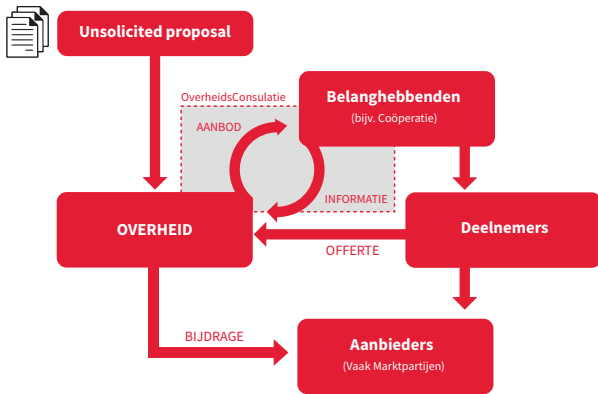 Unsolicited proposal
OverheidsConsulatie
AANBOD
Belanghebbenden
(bijv. Coöperatie)
INFORMATIE
OVERHEID
Deelnemers
OFFERTE
BIJDRAGE
Aanbieders
(Vaak Marktpartijen)